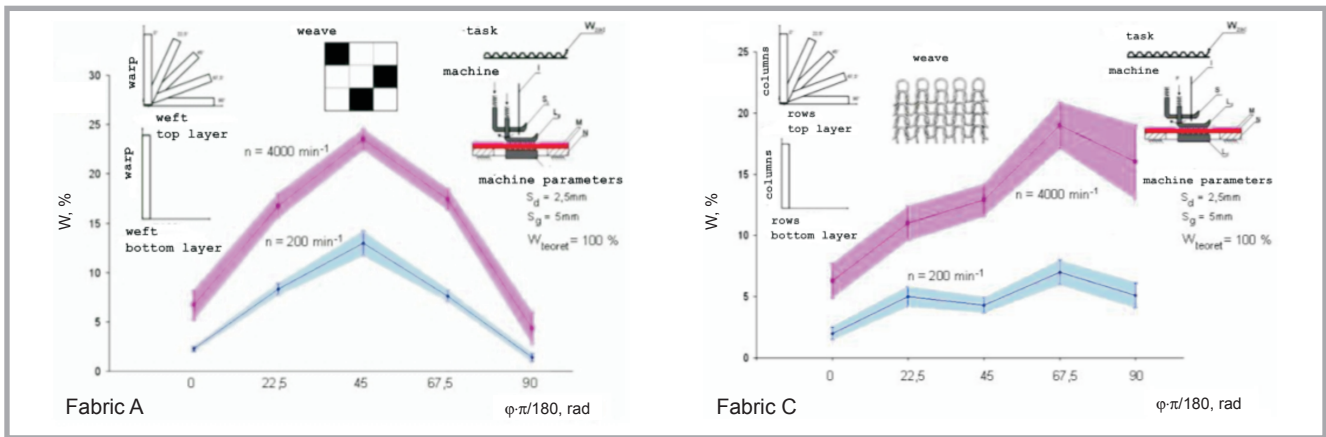 weave
task
W
machine
warp
weft
top layer
warp
weft
bottom layer
n = 4000 min-1
n = 200 min-1
machine parameters
Sd = 2,5mm
Sg = 5mm
Wteoret = 100 %
W, %
30
25
20
15
10
5
0
0
22,5
45
67,5
90
Fabric A
φ·π/180, rad
weave
task
W
machine
columns
rows
top layer
columns
rows
bottom layer
n = 4000 min-1
n = 200 min-1
machine parameters
Sd = 2,5mm
Sg = 5mm
Wteoret = 100 %
W, %
25
20
15
10
5
0
0
22,5
45
67,5
90
Fabric C
φ·π/180, rad